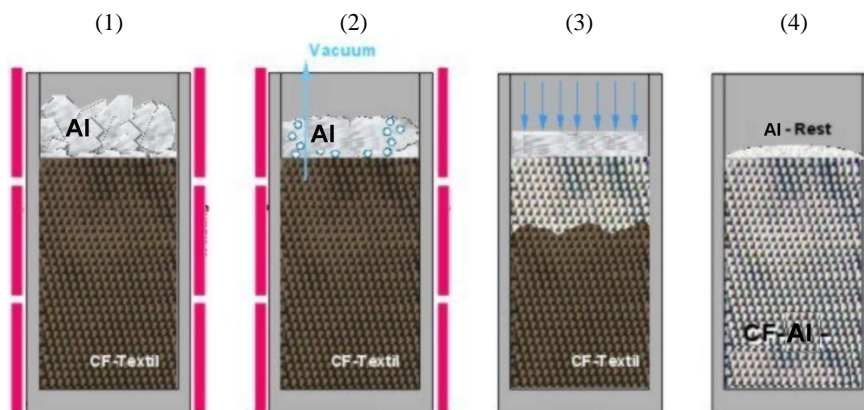 (1) (2) (3) (4)
Vacuum
Al Al
Al - Rest
CF-Al -
CF-Textil CF-Textil CF-Textil